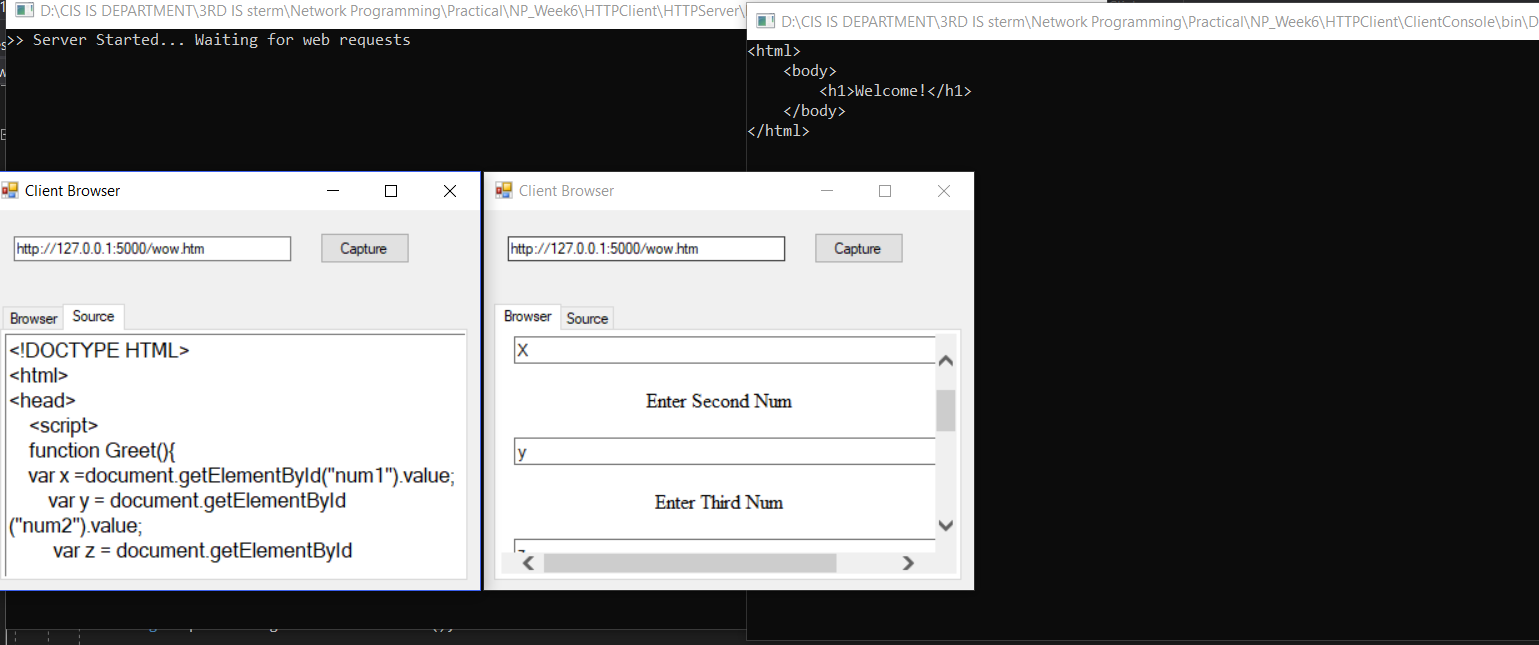 D:\CIS IS DEPARTMENT\3RD IS sterm\Network Programming\Practical\NP_Week6\HTTPClient\HTTPServer\
>> Server Started... Waiting for web requests
D:\CIS IS DEPARTMENT\3RD IS sterm\Network Programming\Practical\NP_Week6\HTTPClient\ClientConsole\bin\D
<html>
    <body>
        <h1>Welcome!</h1>
    </body>
</html>
Client Browser
http://127.0.0.1:5000/wow.htm Capture
Browser Source
<!DOCTYPE HTML>
<html>
<head>
    <script>
    function Greet(){
    var x =document.getElementById("num1").value;
        var y = document.getElementById
("num2").value;
        var z = document.getElementById
Client Browser
http://127.0.0.1:5000/wow.htm Capture
Browser Source
X
Enter Second Num
y
Enter Third Num